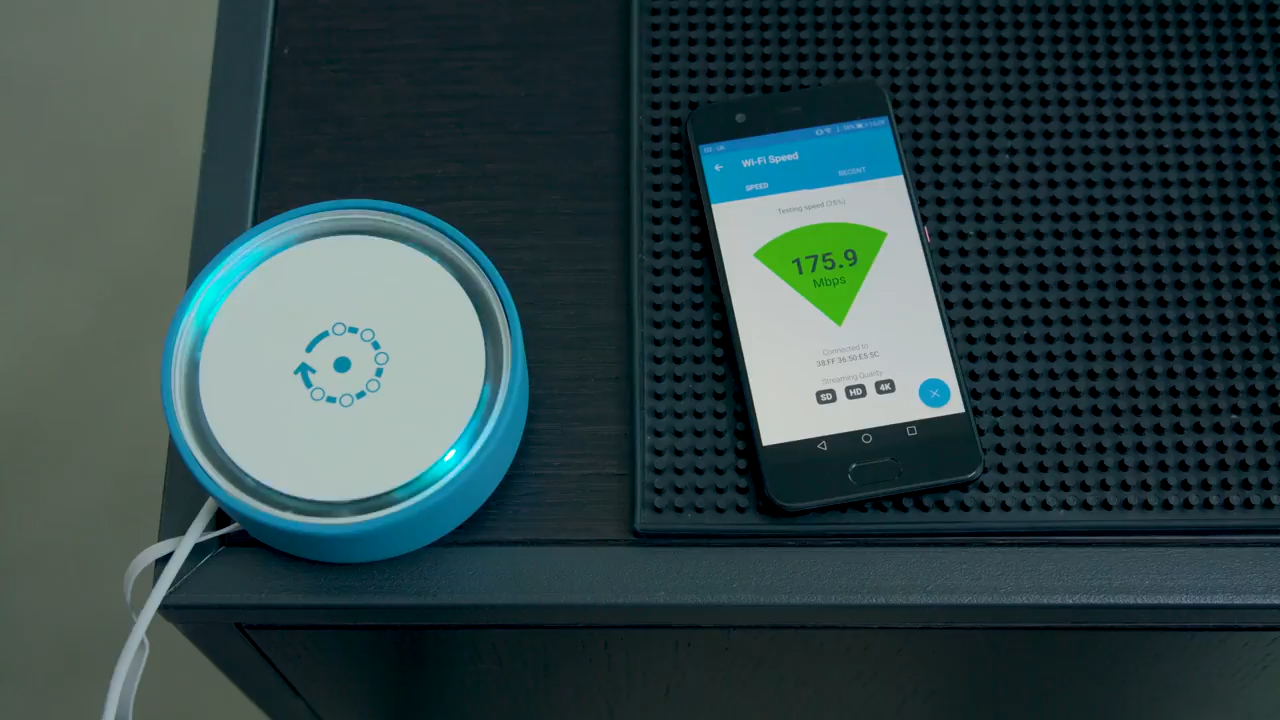 Wi-Fi Speed
SPEED RECENT
Testing speed (35%)
175.9
Mbps
Connected to
38:FF:36:50:E5:5C
Streaming Quality
SD HD 4K